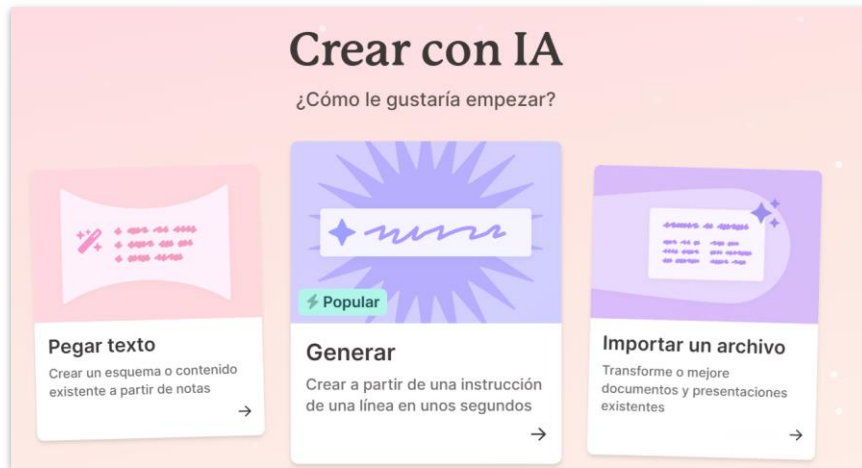 Crear con IA
¿Cómo le gustaría empezar?
Pegar texto
Crear un esquema o contenido
existente a partir de notas
Popular
Generar
Crear a partir de una instrucción
de una línea en unos segundos
Importar un archivo
Transforme o mejore
documentos y presentaciones
existentes